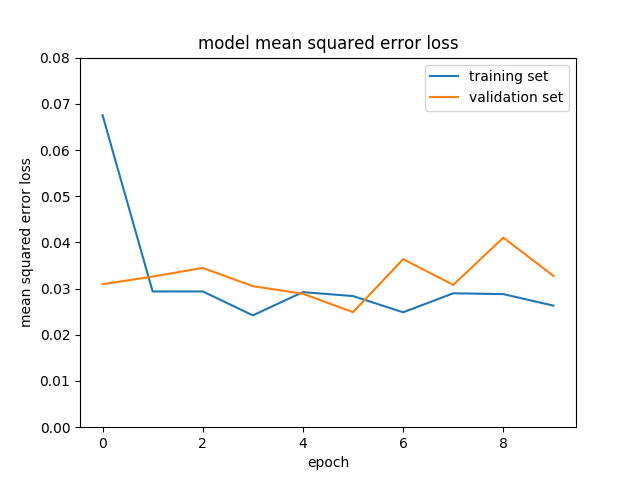 model mean squared error loss
training set
validation set
mean squared error loss
0.08
0.07
0.06
0.05
0.04
0.03
0.02
0.01
0.00
0
2
4
6
8
epoch